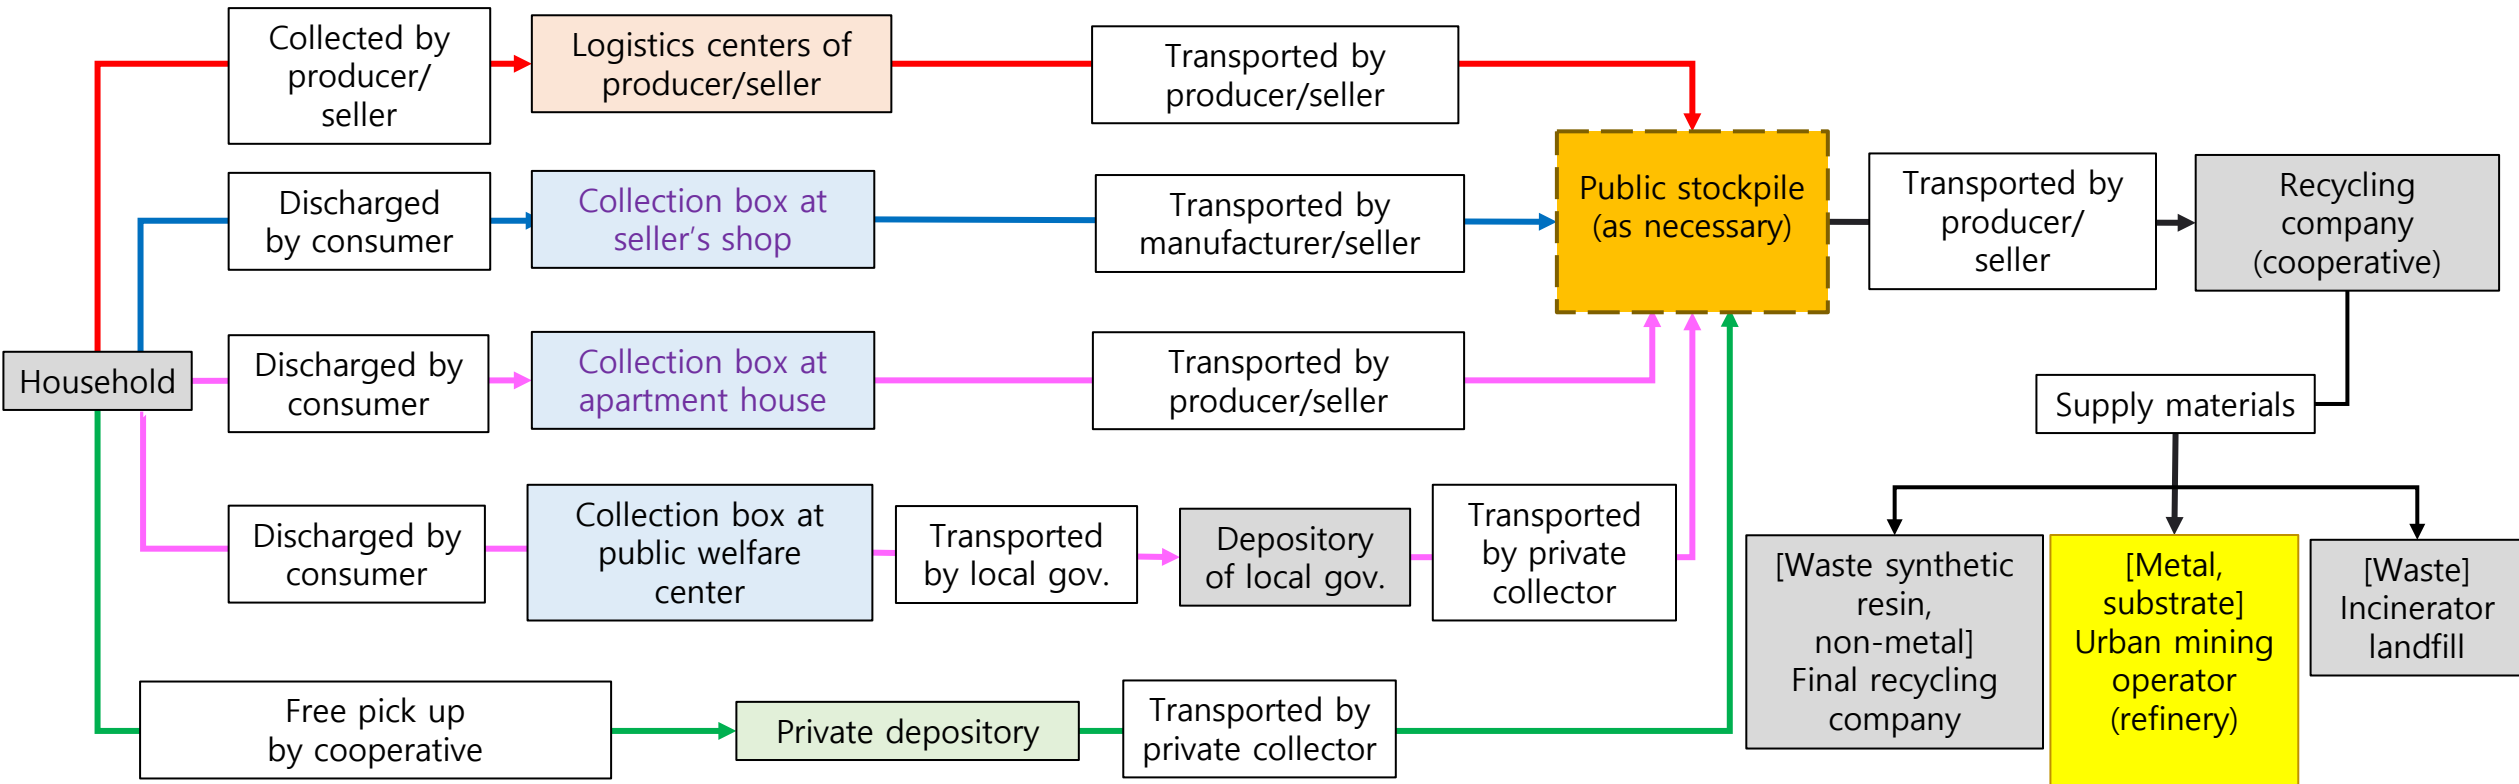 Collected by
producer/
seller
Logistics centers of
producer/seller
Transported by
producer/seller
Discharged
by consumer
Collection box at
seller's shop
Transported by
manufacturer/seller
Public stockpile
(as necessary)
Transported by
producer/
seller
Recycling
company
(cooperative)
Household
Discharged by
consumer
Collection box at
apartment house
Transported by
producer/seller
Supply materials
Discharged by
consumer
Collection box at
public welfare
center
Transported
by local gov.
Depository
of local gov.
Transported
by private
collector
[Waste synthetic
resin,
non-metal]
Final recycling
company
[Metal,
substrate]
Urban mining
operator
(refinery)
[Waste]
Incinerator
landfill
Free pick up
by cooperative
Private depository
Transported by
private collector